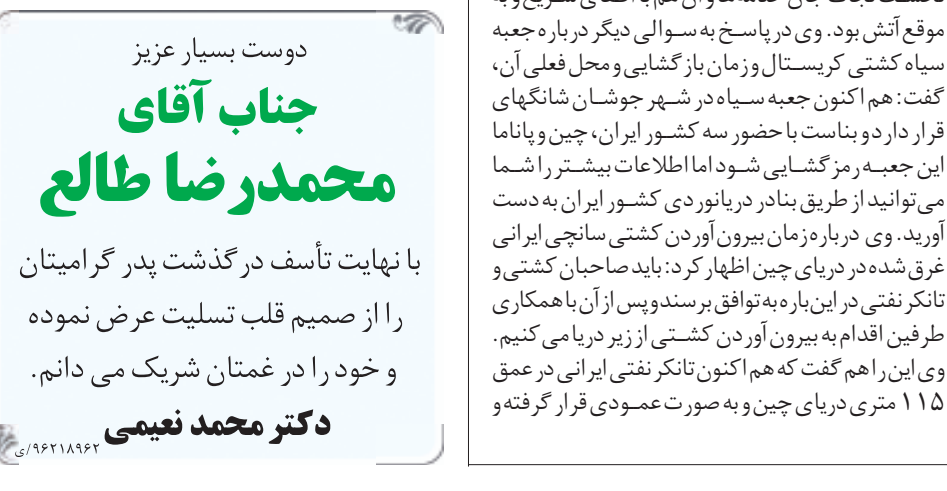 موقع آتش بود. وی در پاسخ به سوالی دیگر درباره جعبه
سیاه کشتی کریستال و زمان بازگشایی و محل فعلی آن،
گفت: هم اکنون جعبه سیاه در شهر جوشان شانگهای
قرار دارد و بناست با حضور سه کشور ایران، چین و پاناما
این جعبه رمزگشایی شود اما اطلاعات بیشتر را شما
می‌توانید از طریق بنادر دریانوردی کشور ایران به دست
آورید. وی درباره زمان بیرون آوردن کشتی سانچی ایرانی
غرق شده در دریای چین اظهار کرد: باید صاحبان کشتی و
تانکر نفتی در این‌باره به توافق برسند و پس از آن با همکاری
طرفین اقدام به بیرون آوردن کشتی از زیر دریا می کنیم.
وی این را هم گفت که هم اکنون تانکر نفتی ایرانی در عمق
۱۱۵ متری دریای چین و به صورت عمودی قرار گرفته و
دوست بسیار عزیز
جناب آقای
محمدرضا طالع
با نهایت تأسف درگذشت پدر گرامیتان
را از صمیم قلب تسلیت عرض نموده
و خود را در غمتان شریک می دانم.
دکتر محمد نعیمی
۹۶۲۱۸۹۶۲/ی